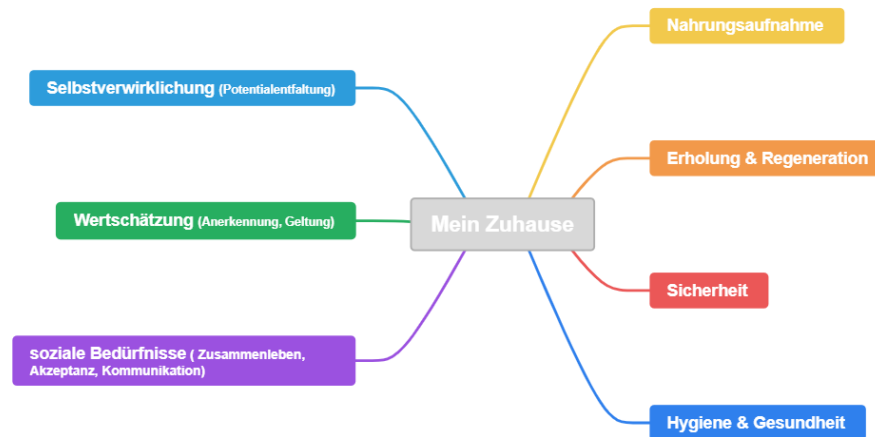 Nahrungsaufnahme
Selbstverwirklichung (Potentialentfaltung)
Erholung & Regeneration
Wertschätzung (Anerkennung, Geltung)
Mein Zuhause
Sicherheit
soziale Bedürfnisse ( Zusammenleben,
Akzeptanz, Kommunikation)
Hygiene & Gesundheit